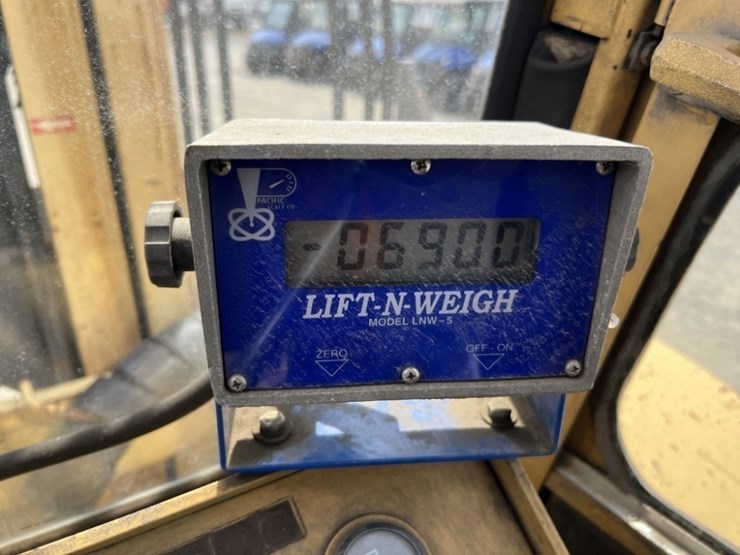 PACIFIC
SCALE CO.
-06900
LIFT-N-WEIGH
MODEL LNW-5
ZERO
OFF - ON